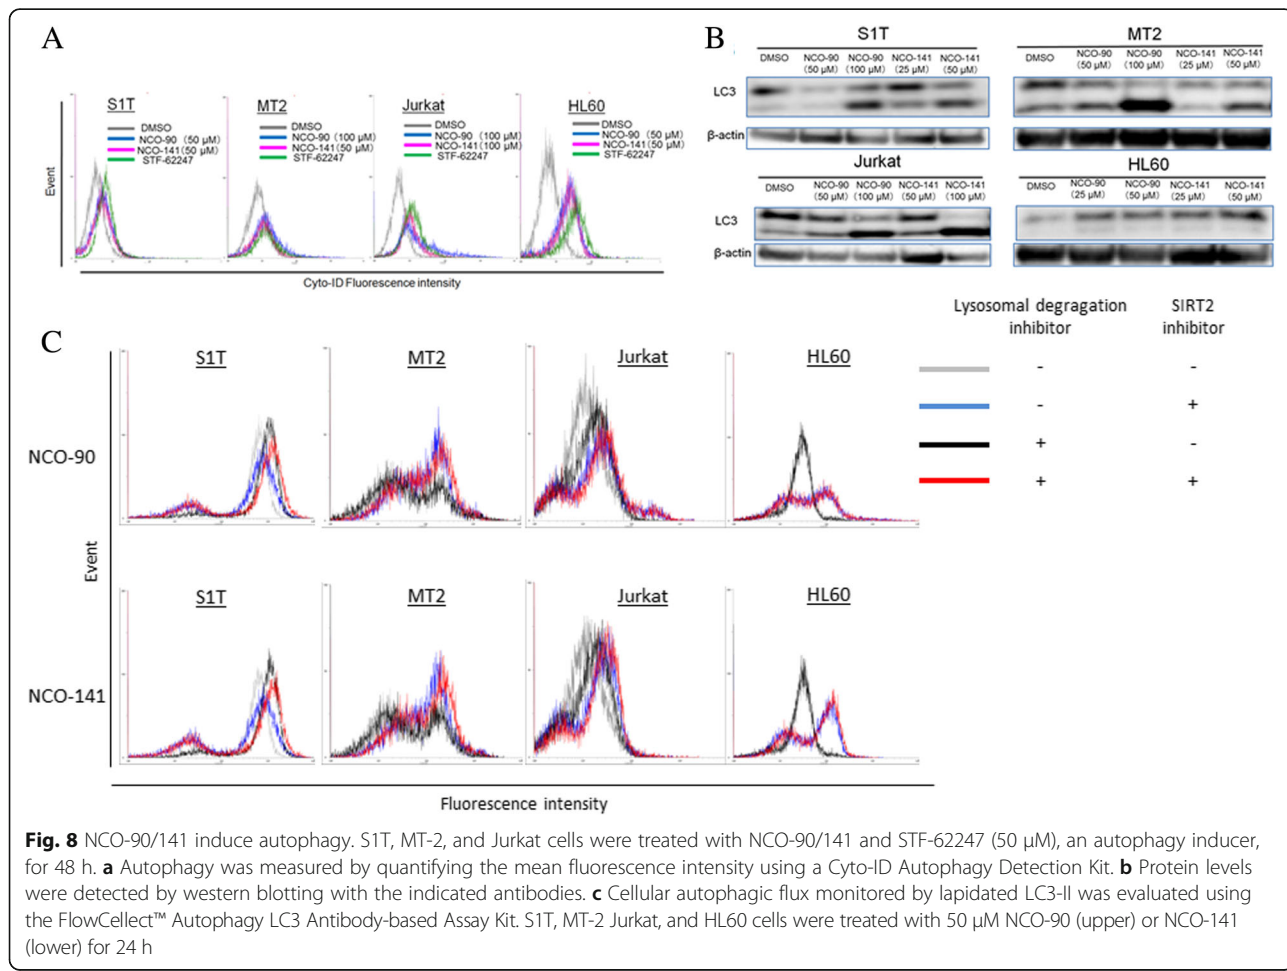 A
S1T
DMSO
NCO-90 (50 µM)
NCO-141(50 µM)
STF-62247
MT2
DMSO
NCO-90 (100 µM)
NCO-141 (50 µM)
STF-62247
Jurkat
DMSO
NCO-90 (100 µM)
NCO-141 (100 µM)
STF-62247
HL60
DMSO
NCO-90 (50 µM)
NCO-141 (50 µM)
STF-62247
Event
Cyto-ID Fluorescence intensity
B
S1T
DMSO NCO-90 (50 µM) NCO-90 (100 µM) NCO-141 (25 µM) NCO-141 (50 µM)
LC3
β-actin
MT2
DMSO NCO-90 (50 µM) NCO-90 (100 µM) NCO-141 (25 µM) NCO-141 (50 µM)
Jurkat
DMSO NCO-90 (50 µM) NCO-90 (100 µM) NCO-141 (50 µM) NCO-141 (100 µM)
LC3
β-actin
HL60
DMSO NCO-90 (25 µM) NCO-90 (50 µM) NCO-141 (25 µM) NCO-141 (50 µM)
C
S1T MT2 Jurkat HL60
NCO-90
Event
S1T MT2 Jurkat HL60
NCO-141
Fluorescence intensity
Lysosomal degragation inhibitor SIRT2 inhibitor
- -
- +
+ -
+ +
Fig. 8 NCO-90/141 induce autophagy. S1T, MT-2, and Jurkat cells were treated with NCO-90/141 and STF-62247 (50 µM), an autophagy inducer,
for 48 h. a Autophagy was measured by quantifying the mean fluorescence intensity using a Cyto-ID Autophagy Detection Kit. b Protein levels
were detected by western blotting with the indicated antibodies. c Cellular autophagic flux monitored by lapidated LC3-II was evaluated using
the FlowCellect™ Autophagy LC3 Antibody-based Assay Kit. S1T, MT-2 Jurkat, and HL60 cells were treated with 50 µM NCO-90 (upper) or NCO-141
(lower) for 24 h